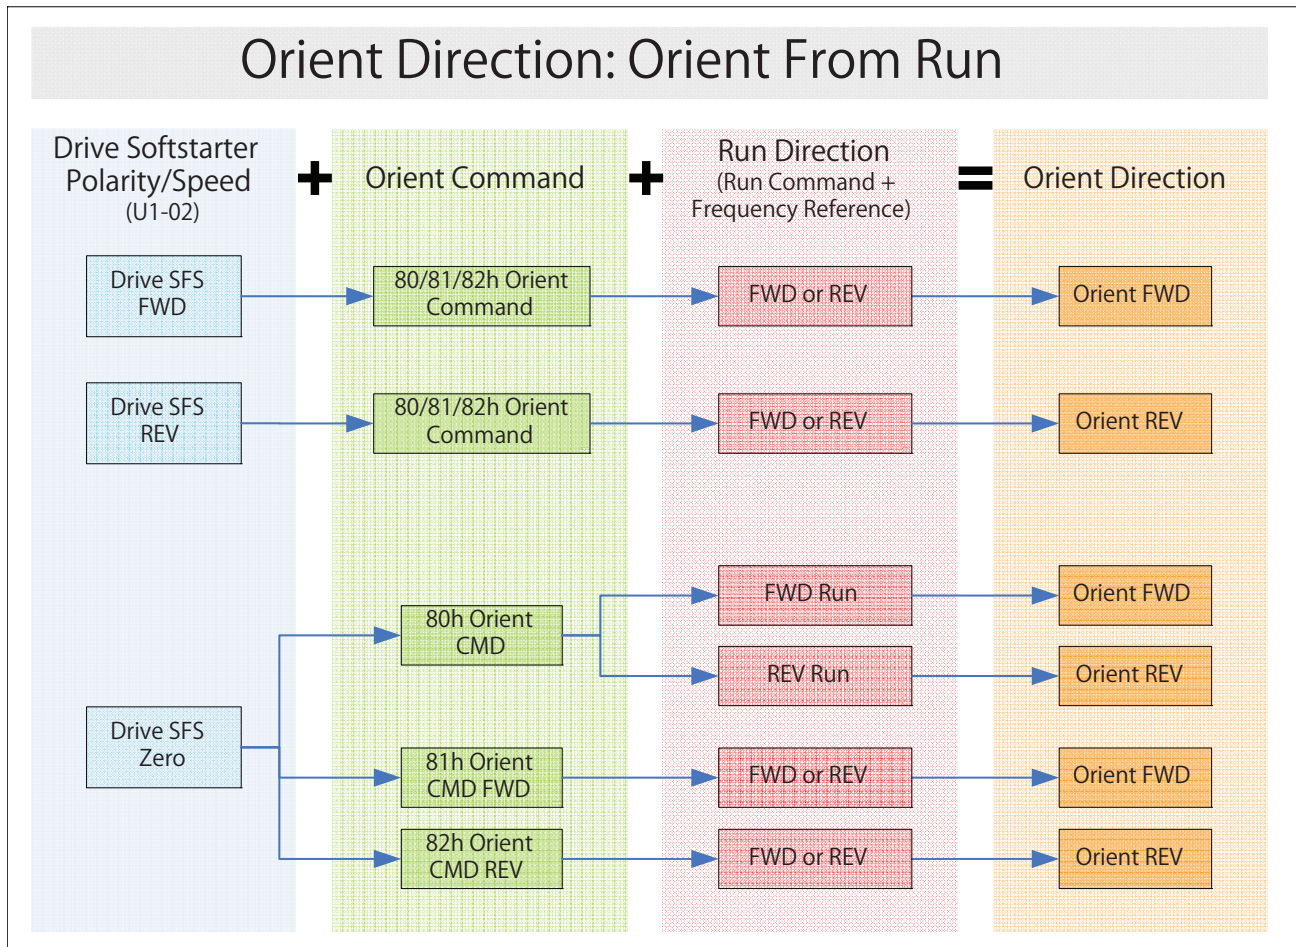 Orient Direction: Orient From Run
Drive Softstarter
Polarity/Speed
(U1-02)
+
Orient Command
+
Run Direction
(Run Command +
Frequency Reference)
=
Orient Direction
Drive SFS
FWD
80/81/82h Orient
Command
FWD or REV
Orient FWD
Drive SFS
REV
80/81/82h Orient
Command
FWD or REV
Orient REV
Drive SFS
Zero
80h Orient
CMD
FWD Run
Orient FWD
REV Run
Orient REV
81h Orient
CMD FWD
FWD or REV
Orient FWD
82h Orient
CMD REV
FWD or REV
Orient REV